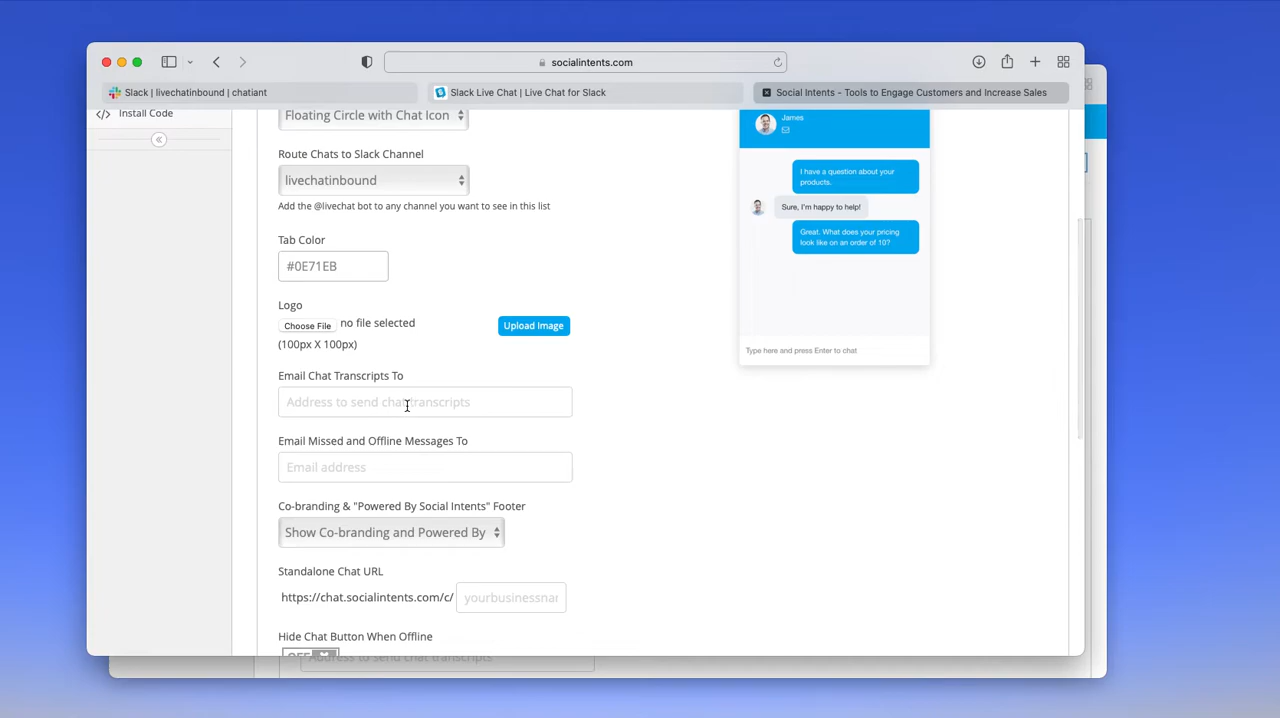 socialintents.com
Slack | livechatinbound | chatiant
Slack Live Chat | Live Chat for Slack
Social Intents - Tools to Engage Customers and Increase Sales
Install Code
Floating Circle with Chat Icon
Route Chats to Slack Channel
livechatinbound
Add the @livechat bot to any channel you want to see in this list
Tab Color
#0E71EB
Logo
Choose File no file selected
Upload Image
(100px X 100px)
Email Chat Transcripts To
Address to send chat transcripts
Email Missed and Offline Messages To
Email address
Co-branding & "Powered By Social Intents" Footer
Show Co-branding and Powered By
Standalone Chat URL
https://chat.socialintents.com/c/
Hide Chat Button When Offline
OFF
Address to send chat transcripts
James
I have a question about your
products.
Sure, I'm happy to help!
Great. What does your pricing
look like on an order of 10?
Type here and press Enter to chat